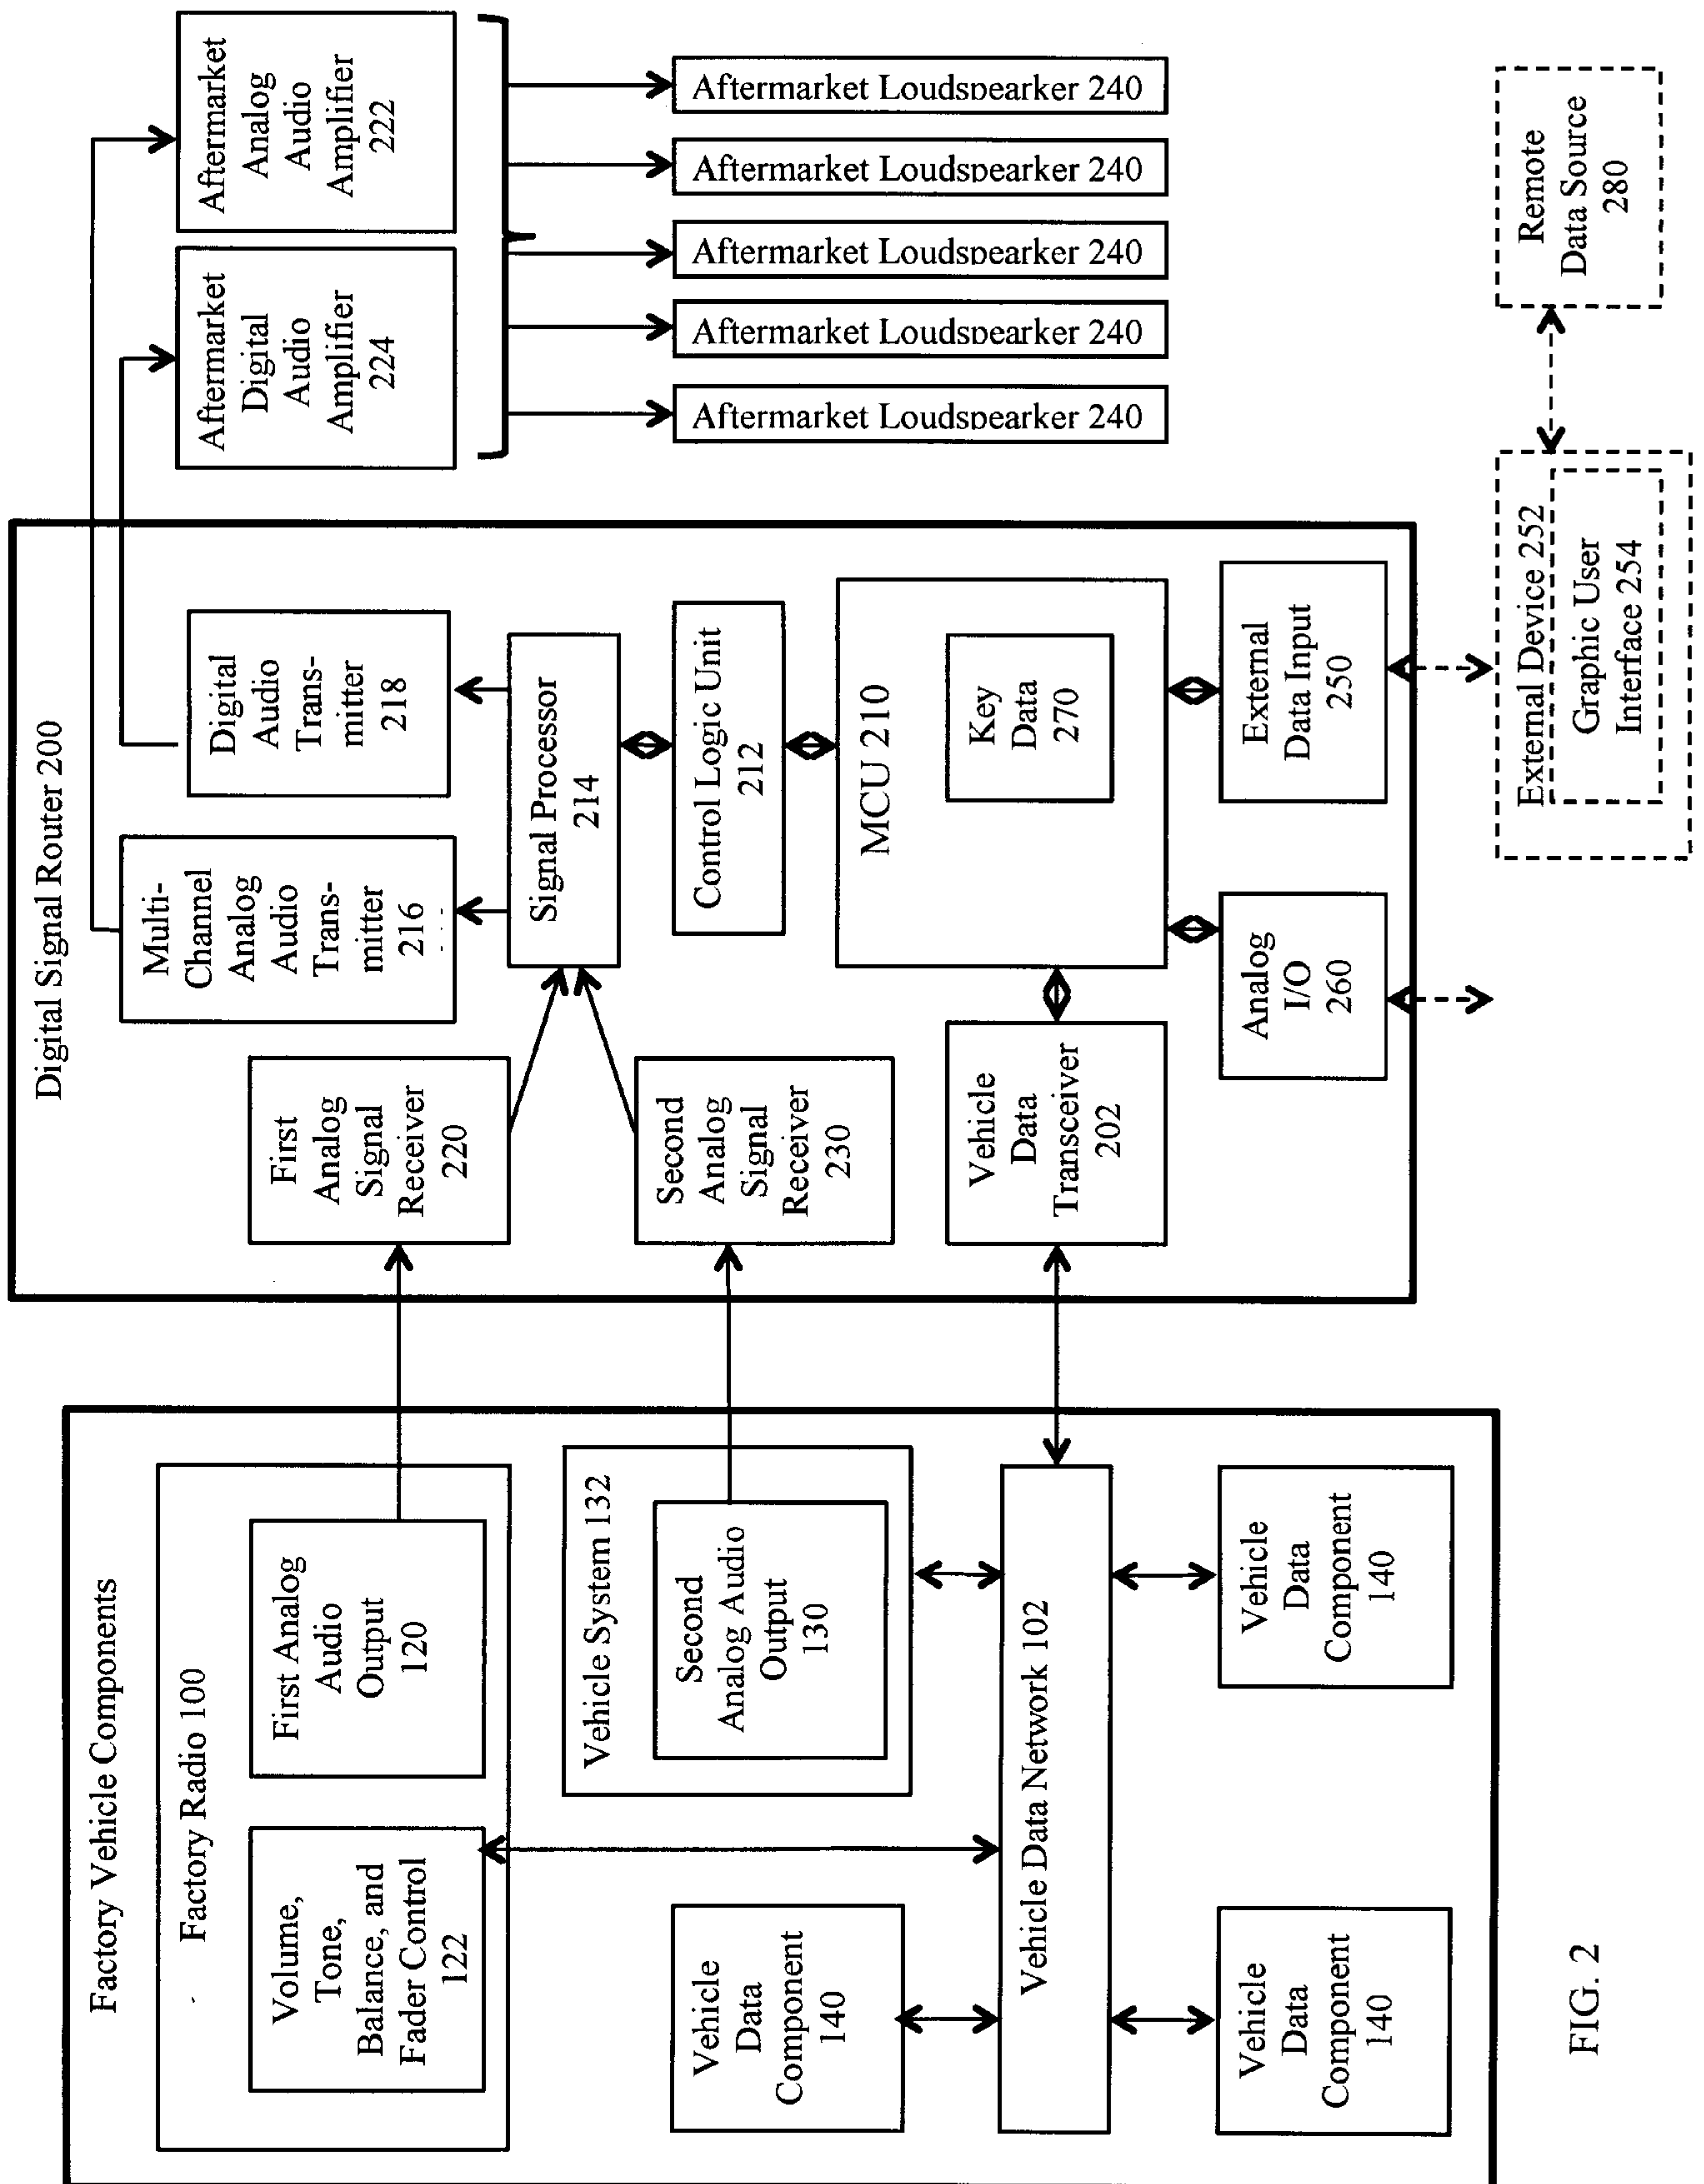 Factory Vehicle Components
Factory Radio 100
Volume,
Tone,
Balance, and
Fader Control
122
First Analog
Audio
Output
120
Vehicle System 132
Second
Analog Audio
Output
130
Vehicle
Data
Component
140
Vehicle Data Network 102
Vehicle
Data
Component
140
Vehicle
Data
Component
140
Digital Signal Router 200
First
Analog
Signal
Receiver
220
Second
Analog
Signal
Receiver
230
Vehicle
Data
Transceiver
202
Multi-
Channel
Analog
Audio
Trans-
mitter
216
Digital
Audio
Trans-
mitter
218
Signal Processor
214
Control Logic Unit
212
MCU 210
Key
Data
270
Analog
I/O
260
External
Data Input
250
Aftermarket
Digital
Audio
Amplifier
224
Aftermarket
Analog
Audio
Amplifier
222
Aftermarket Loudspearker 240
Aftermarket Loudspearker 240
Aftermarket Loudspearker 240
Aftermarket Loudspearker 240
Aftermarket Loudspearker 240
External Device 252
Graphic User
Interface 254
Remote
Data Source
280
FIG. 2